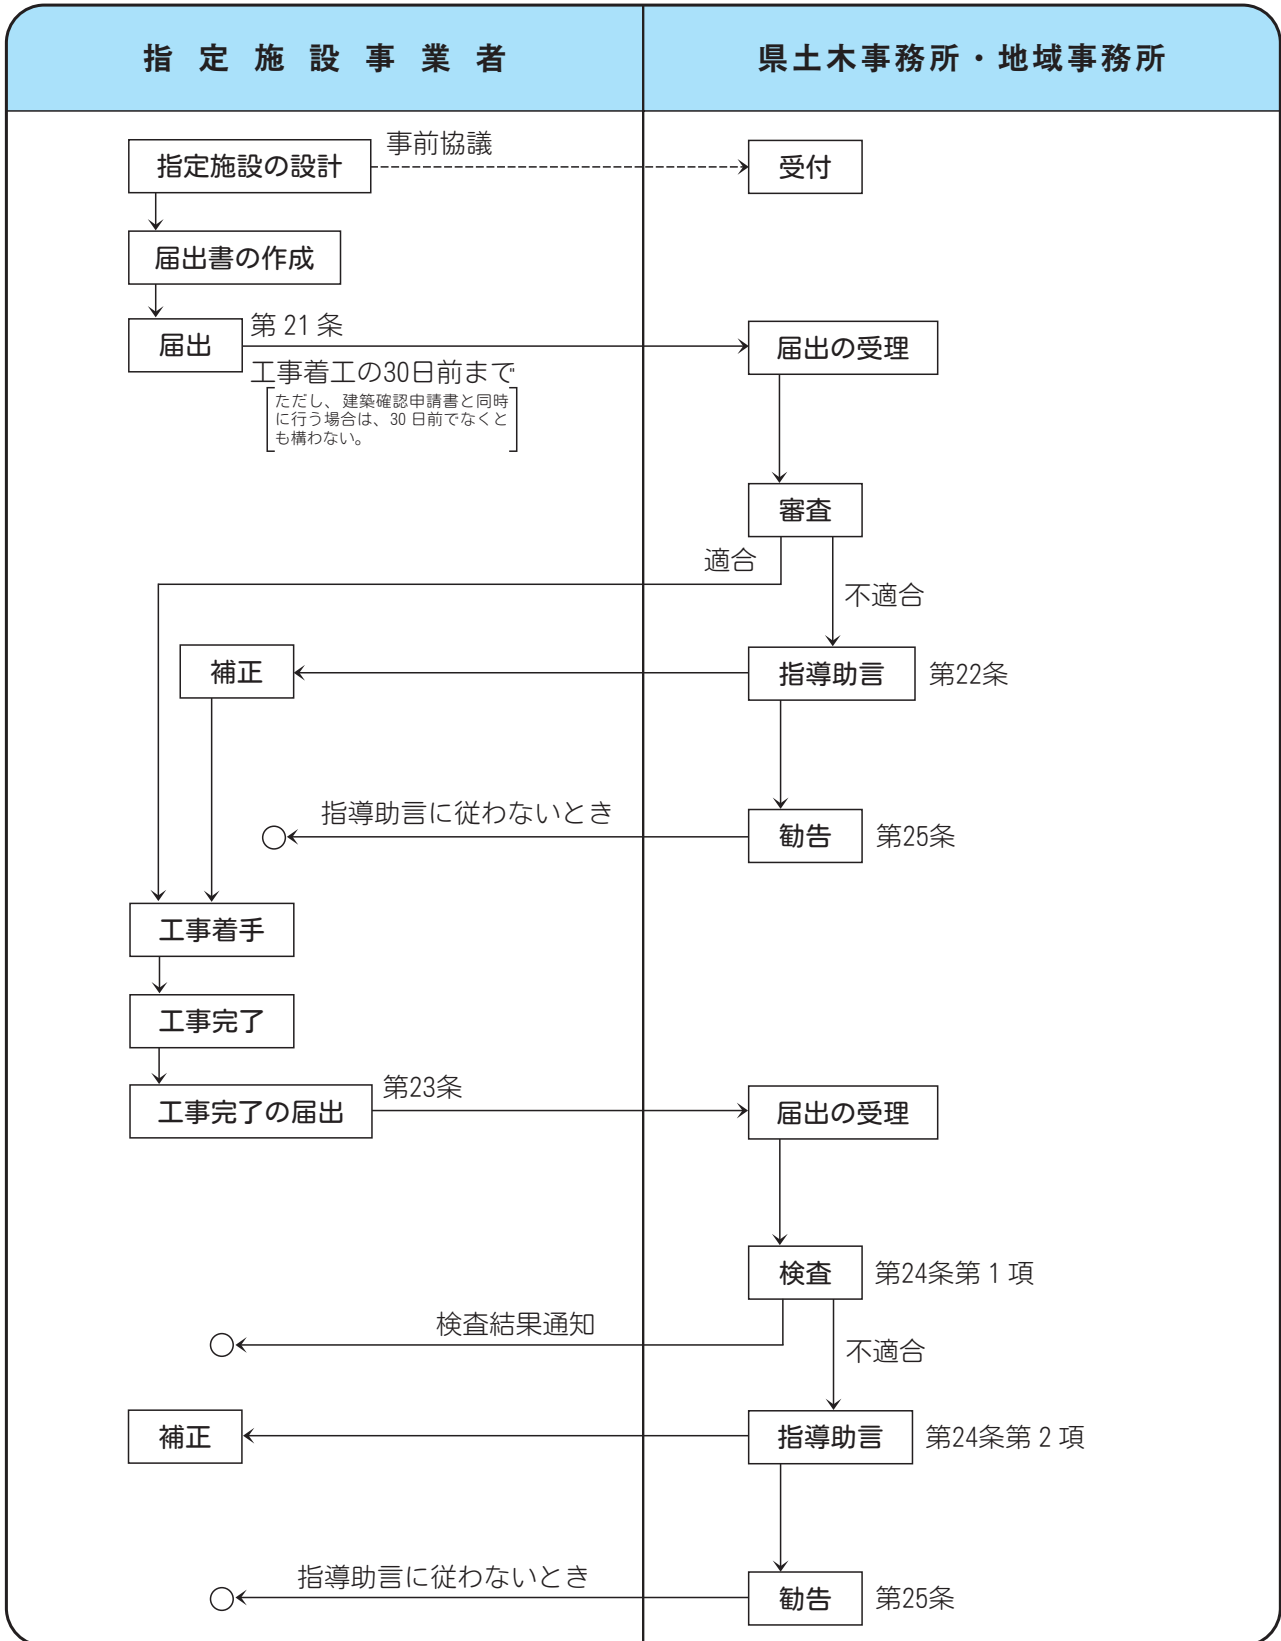 指定施設事業者
県土木事務所・地域事務所
指定施設の設計
事前協議
受付
届出書の作成
届出
第 21 条
届出の受理
工事着工の30日前まで
ただし、建築確認申請書と同時
に行う場合は、30 日前でなくと
も構わない。
審査
適合
不適合
補正
指導助言
第22条
指導助言に従わないとき
勧告
第25条
工事着手
工事完了
工事完了の届出
第23条
届出の受理
検査
第24条第 1 項
検査結果通知
不適合
補正
指導助言
第24条第 2 項
指導助言に従わないとき
勧告
第25条